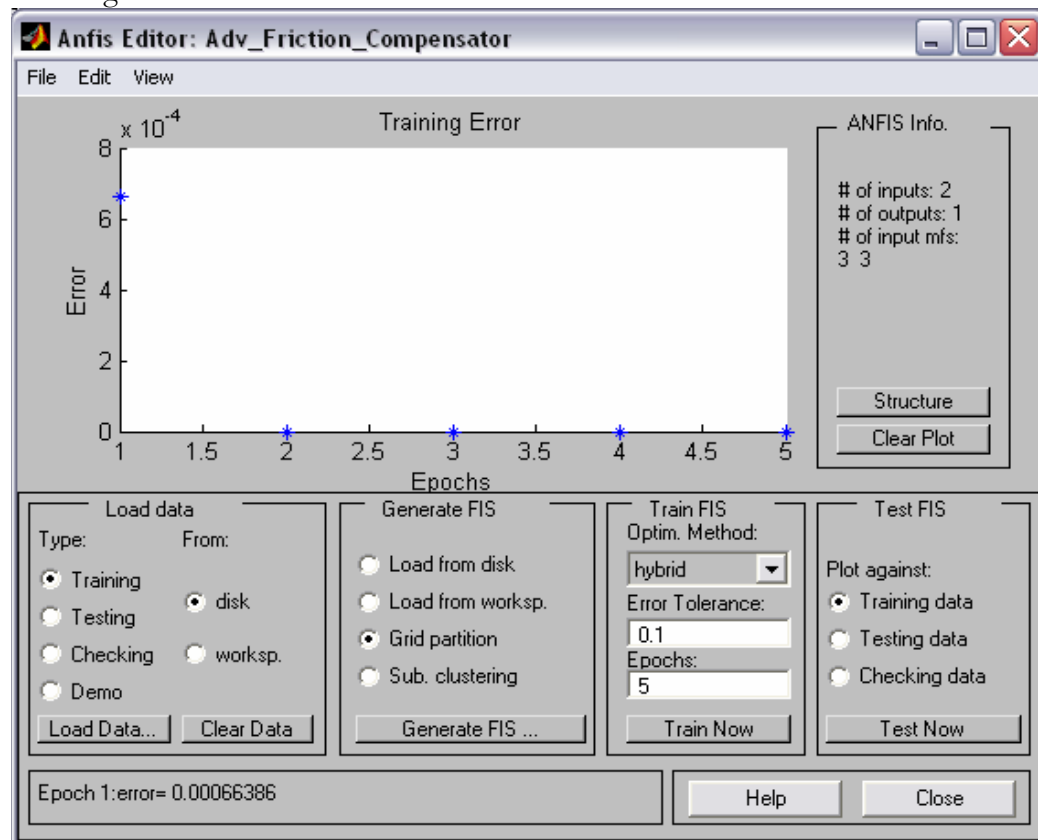 Anfis Editor: Adv_Friction_Compensator
File Edit View
x 10-4
Training Error
8
6
4
2
0
Error
1 1.5 2 2.5 3 3.5 4 4.5 5
Epochs
ANFIS Info.
# of inputs: 2
# of outputs: 1
# of input mfs:
3 3
Structure
Clear Plot
Load data
Type: From:
Training
Testing
Checking
Demo
disk
worksp.
Load Data... Clear Data
Generate FIS
Load from disk
Load from worksp.
Grid partition
Sub. clustering
Generate FIS ...
Train FIS
Optim. Method:
hybrid
Error Tolerance:
0.1
Epochs:
5
Train Now
Test FIS
Plot against:
Training data
Testing data
Checking data
Test Now
Epoch 1:error= 0.00066386
Help Close